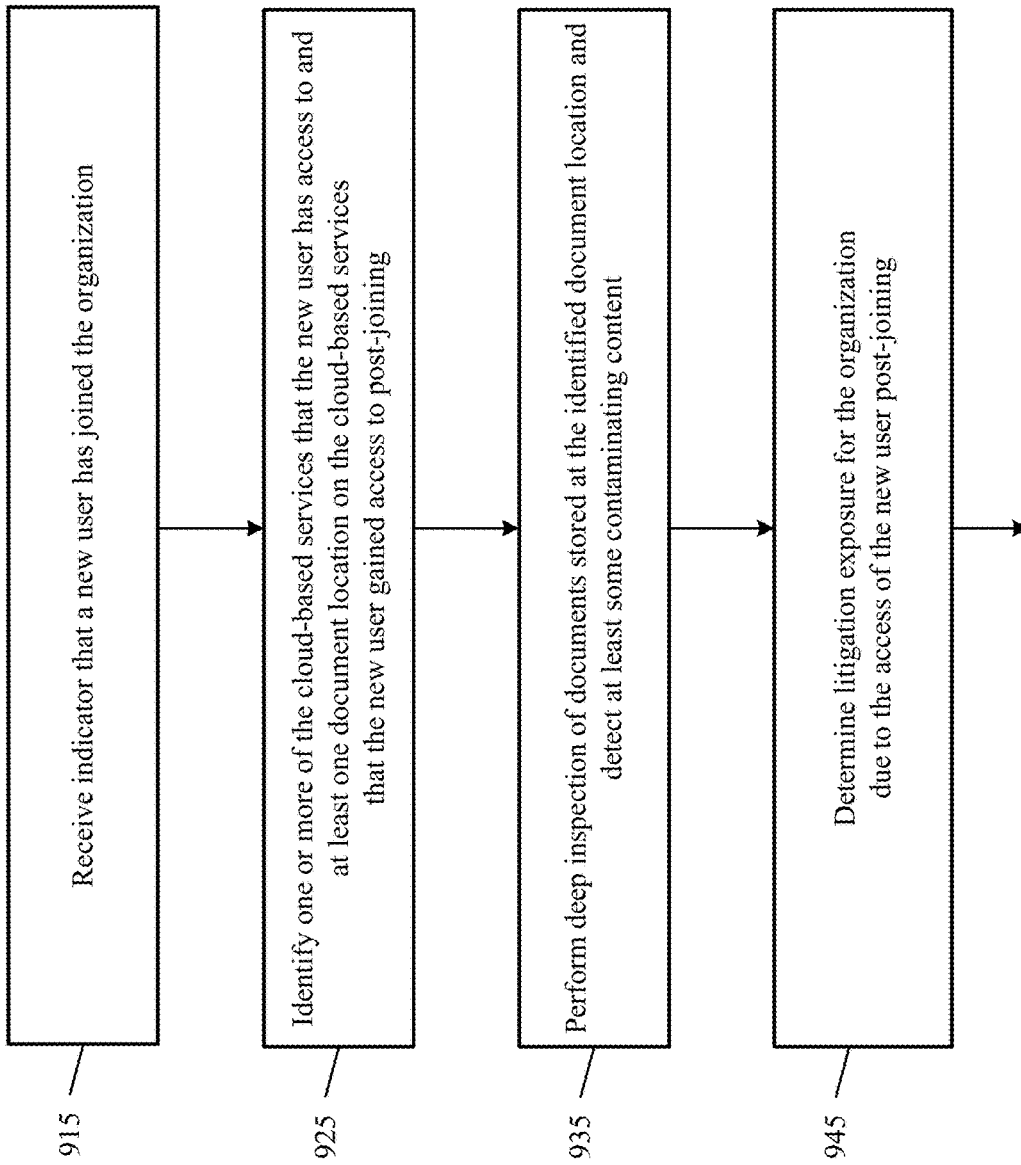 915
Receive indicator that a new user has joined the organization
925
Identify one or more of the cloud-based services that the new user has access to and
at least one document location on the cloud-based services
that the new user gained access to post-joining
935
Perform deep inspection of documents stored at the identified document location and
detect at least some contaminating content
945
Determine litigation exposure for the organization
due to the access of the new user post-joining